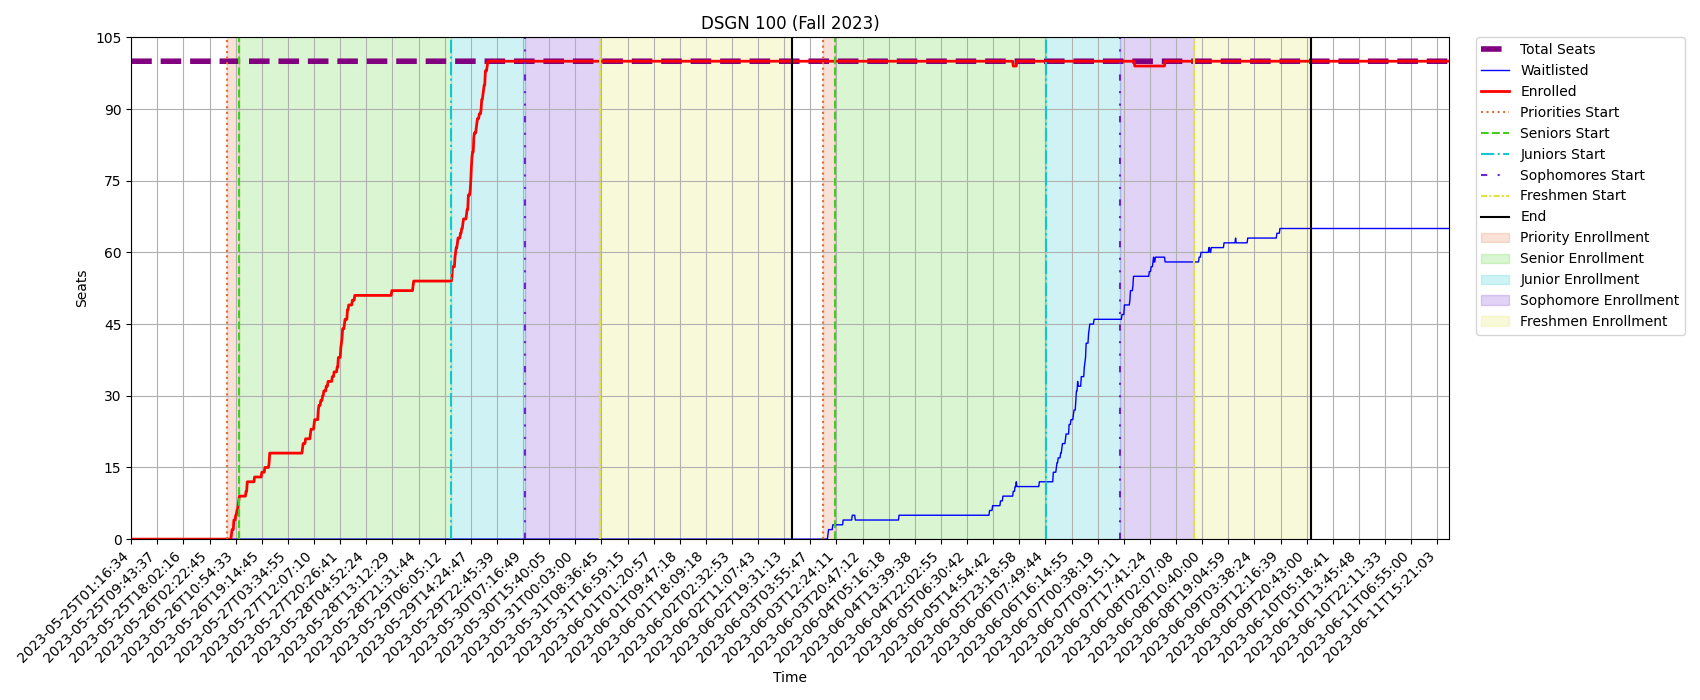 DSGN 100 (Fall 2023)
105
90
75
60
45
30
15
0
Seats
2023-05-25T01:16:34
2023-05-25T09:43:37
2023-05-25T18:02:16
2023-05-26T02:22:45
2023-05-26T10:54:33
2023-05-26T19:14:45
2023-05-27T03:34:55
2023-05-27T12:07:10
2023-05-27T20:26:41
2023-05-28T04:52:24
2023-05-28T13:12:29
2023-05-28T21:31:44
2023-05-29T06:05:12
2023-05-29T14:24:47
2023-05-29T22:45:39
2023-05-30T07:16:49
2023-05-30T15:40:05
2023-05-31T00:03:00
2023-05-31T08:36:45
2023-05-31T16:59:15
2023-06-01T01:20:57
2023-06-01T09:47:18
2023-06-01T18:09:18
2023-06-02T02:32:53
2023-06-02T11:07:43
2023-06-02T19:31:13
2023-06-03T03:55:47
2023-06-03T12:24:11
2023-06-03T20:47:12
2023-06-04T05:16:18
2023-06-04T13:39:38
2023-06-04T22:02:55
2023-06-05T06:30:42
2023-06-05T14:54:42
2023-06-05T23:18:58
2023-06-06T07:49:44
2023-06-06T16:14:55
2023-06-07T00:38:19
2023-06-07T09:15:11
2023-06-07T17:41:24
2023-06-08T02:07:08
2023-06-08T10:40:00
2023-06-08T19:04:59
2023-06-09T03:38:24
2023-06-09T12:16:39
2023-06-09T20:43:00
2023-06-10T05:18:41
2023-06-10T13:45:48
2023-06-10T22:11:33
2023-06-11T06:55:00
2023-06-11T15:21:03
Time
Total Seats
Waitlisted
Enrolled
Priorities Start
Seniors Start
Juniors Start
Sophomores Start
Freshmen Start
End
Priority Enrollment
Senior Enrollment
Junior Enrollment
Sophomore Enrollment
Freshmen Enrollment